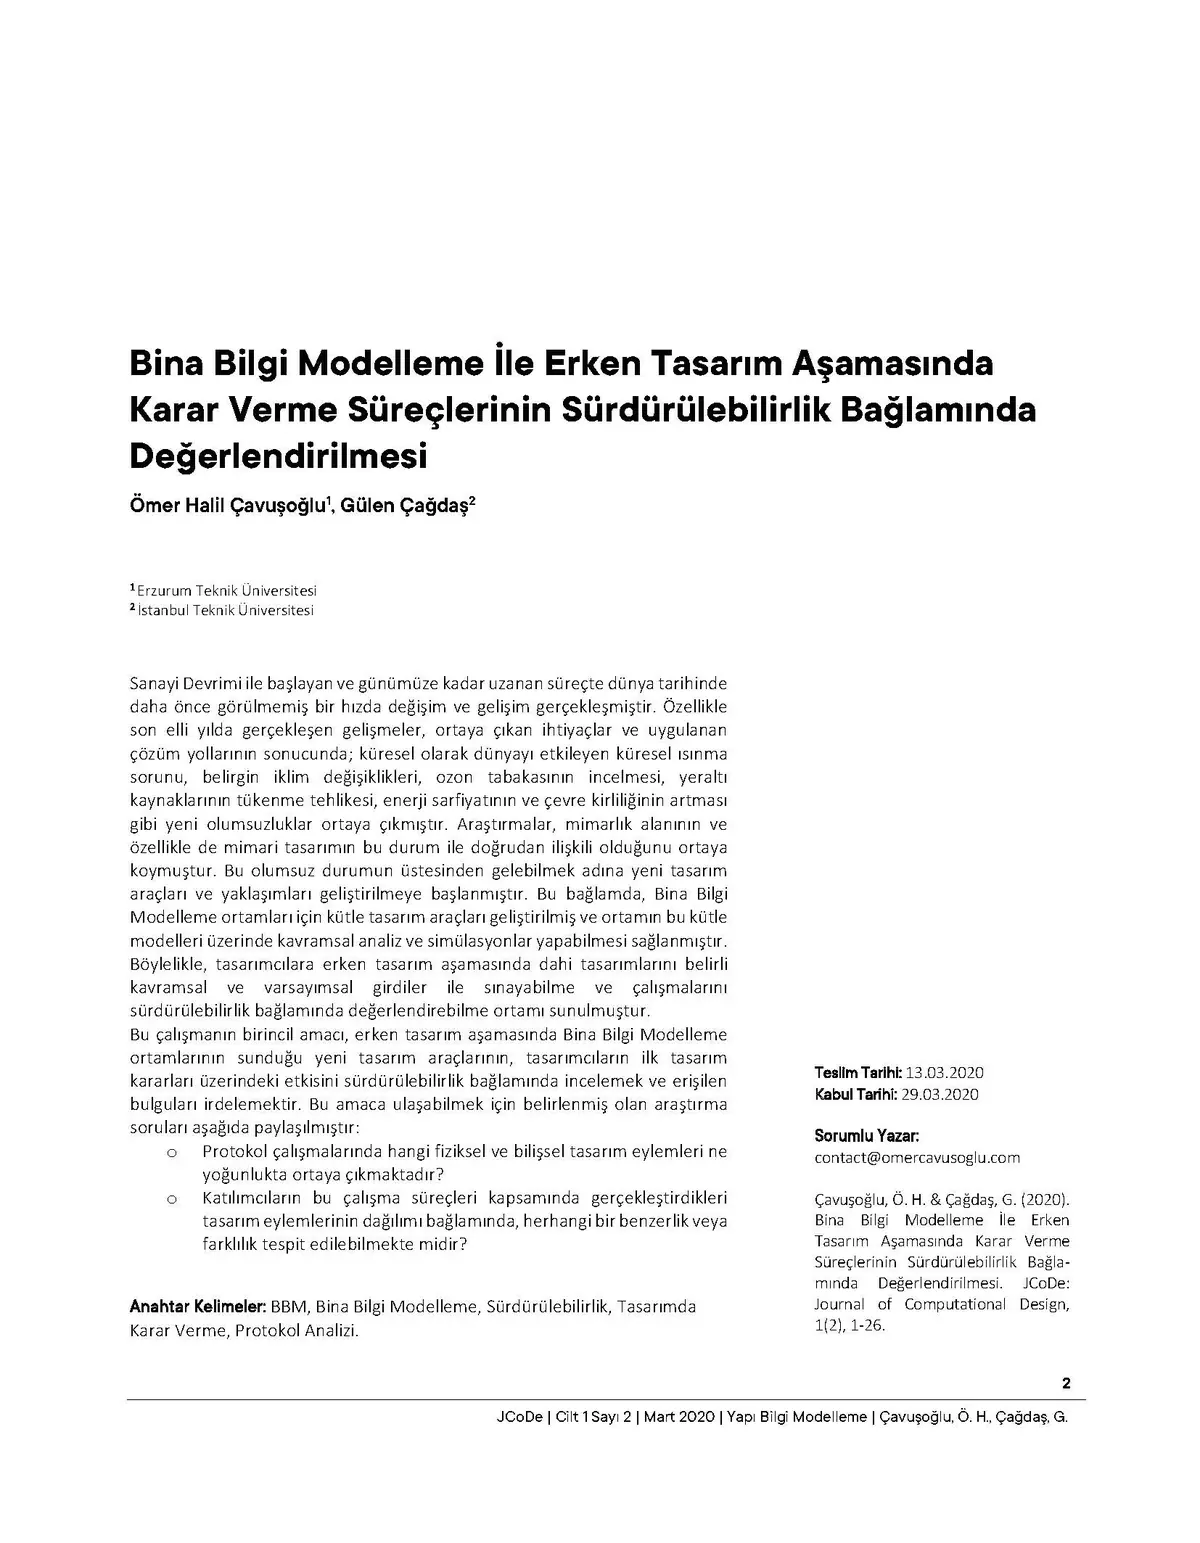 Bina Bilgi Modelleme İle Erken Tasarım Aşamasında
Karar Verme Süreçlerinin Sürdürülebilirlik Bağlamında
Değerlendirilmesi
Ömer Halil Çavuşoğlu¹, Gülen Çağdaş²
¹ Erzurum Teknik Üniversitesi
² İstanbul Teknik Üniversitesi
Sanayi Devrimi ile başlayan ve günümüze kadar uzanan süreçte dünya tarihinde
daha önce görülmemiş bir hızda değişim ve gelişim gerçekleşmiştir. Özellikle
son elli yılda gerçekleşen gelişmeler, ortaya çıkan ihtiyaçlar ve uygulanan
çözüm yollarının sonucunda; küresel olarak dünyayı etkileyen küresel ısınma
sorunu, belirgin iklim değişiklikleri, ozon tabakasının incelmesi, yeraltı
kaynaklarının tükenme tehlikesi, enerji sarfiyatının ve çevre kirliliğinin artması
gibi yeni olumsuzluklar ortaya çıkmıştır. Araştırmalar, mimarlık alanının ve
özellikle de mimari tasarımın bu durum ile doğrudan ilişkili olduğunu ortaya
koymuştur. Bu olumsuz durumun üstesinden gelebilmek adına yeni tasarım
araçları ve yaklaşımları geliştirilmeye başlanmıştır. Bu bağlamda, Bina Bilgi
Modelleme ortamları için kütle tasarım araçları geliştirilmiş ve ortamın bu kütle
modelleri üzerinde kavramsal analiz ve simülasyonlar yapabilmesi sağlanmıştır.
Böylelikle, tasarımcılara erken tasarım aşamasında dahi tasarımlarını belirli
kavramsal ve varsayımsal girdiler ile sınayabilme ve çalışmalarını
sürdürülebilirlik bağlamında değerlendirebilme ortamı sunulmuştur.
Bu çalışmanın birincil amacı, erken tasarım aşamasında Bina Bilgi Modelleme
ortamlarının sunduğu yeni tasarım araçlarının, tasarımcıların ilk tasarım
kararları üzerindeki etkisini sürdürülebilirlik bağlamında incelemek ve erişilen
bulguları irdelemektir. Bu amaca ulaşabilmek için belirlenmiş olan araştırma
soruları aşağıda paylaşılmıştır:
o Protokol çalışmalarında hangi fiziksel ve bilişsel tasarım eylemleri ne
yoğunlukta ortaya çıkmaktadır?
o Katılımcıların bu çalışma süreçleri kapsamında gerçekleştirdikleri
tasarım eylemlerinin dağılımı bağlamında, herhangi bir benzerlik veya
farklılık tespit edilebilmekte midir?
Anahtar Kelimeler: BBM, Bina Bilgi Modelleme, Sürdürülebilirlik, Tasarımda
Karar Verme, Protokol Analizi.
Teslim Tarihi: 13.03.2020
Kabul Tarihi: 29.03.2020
Sorumlu Yazar:
contact@omercavusoglu.com
Çavuşoğlu, Ö. H. & Çağdaş, G. (2020).
Bina Bilgi Modelleme İle Erken
Tasarım Aşamasında Karar Verme
Süreçlerinin Sürdürülebilirlik Bağla-
mında Değerlendirilmesi. JCoDe:
Journal of Computational Design,
1(2), 1-26.
2
JCoDe | Cilt 1 Sayı 2 | Mart 2020 | Yapı Bilgi Modelleme | Çavuşoğlu, Ö. H., Çağdaş, G.